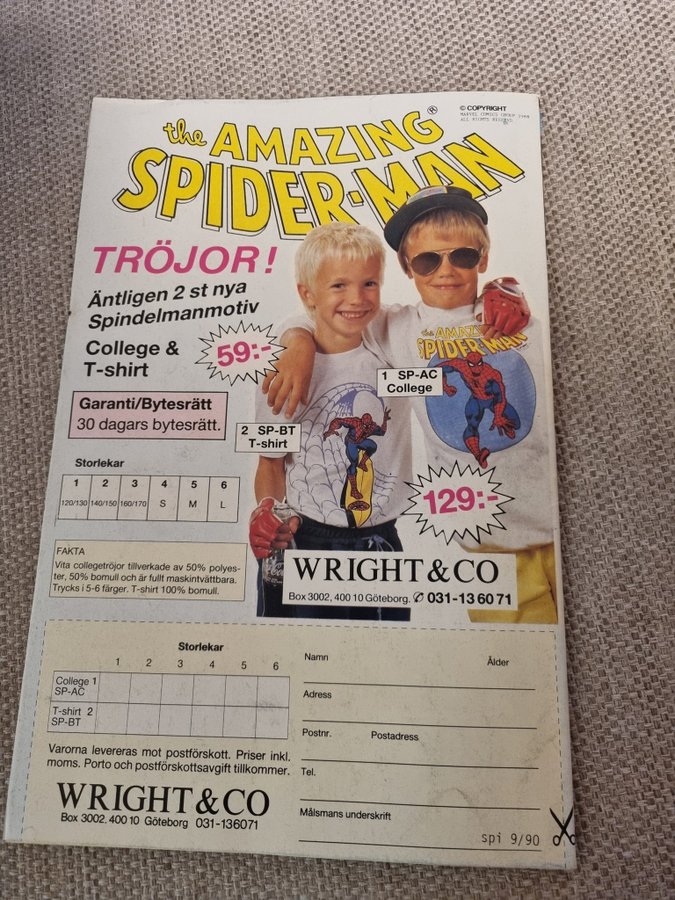 the AMAZING®
SPIDER-MAN
© COPYRIGHT
MARVEL COMICS GROUP
ALL RIGHTS RESERVED
TRÖJOR!
Äntligen 2 st nya
Spindelmanmotiv
College &
T-shirt
59:-
the AMAZING
SPIDER-MAN
1 SP-AC
College
Garanti/Bytesrätt
30 dagars bytesrätt.
2 SP-BT
T-shirt
Storlekar
1 2 3 4 5 6
120/130 140/150 160/170 S M L
129:-
FAKTA
Vita collegetröjor tillverkade av 50% polyes-
ter, 50% bomull och är fullt maskintvättbara.
Trycks i 5-6 färger. T-shirt 100% bomull.
WRIGHT & CO
Box 3002, 400 10 Göteborg. ✆ 031-13 60 71
Storlekar
1 2 3 4 5 6
College 1
SP-AC
T-shirt 2
SP-BT
Varorna levereras mot postförskott. Priser inkl.
moms. Porto och postförskottsavgift tillkommer.
WRIGHT & CO
Box 3002. 400 10 Göteborg 031-136071
Namn Ålder
Adress
Postnr. Postadress
Tel.
Målsmans underskrift
spi 9/90